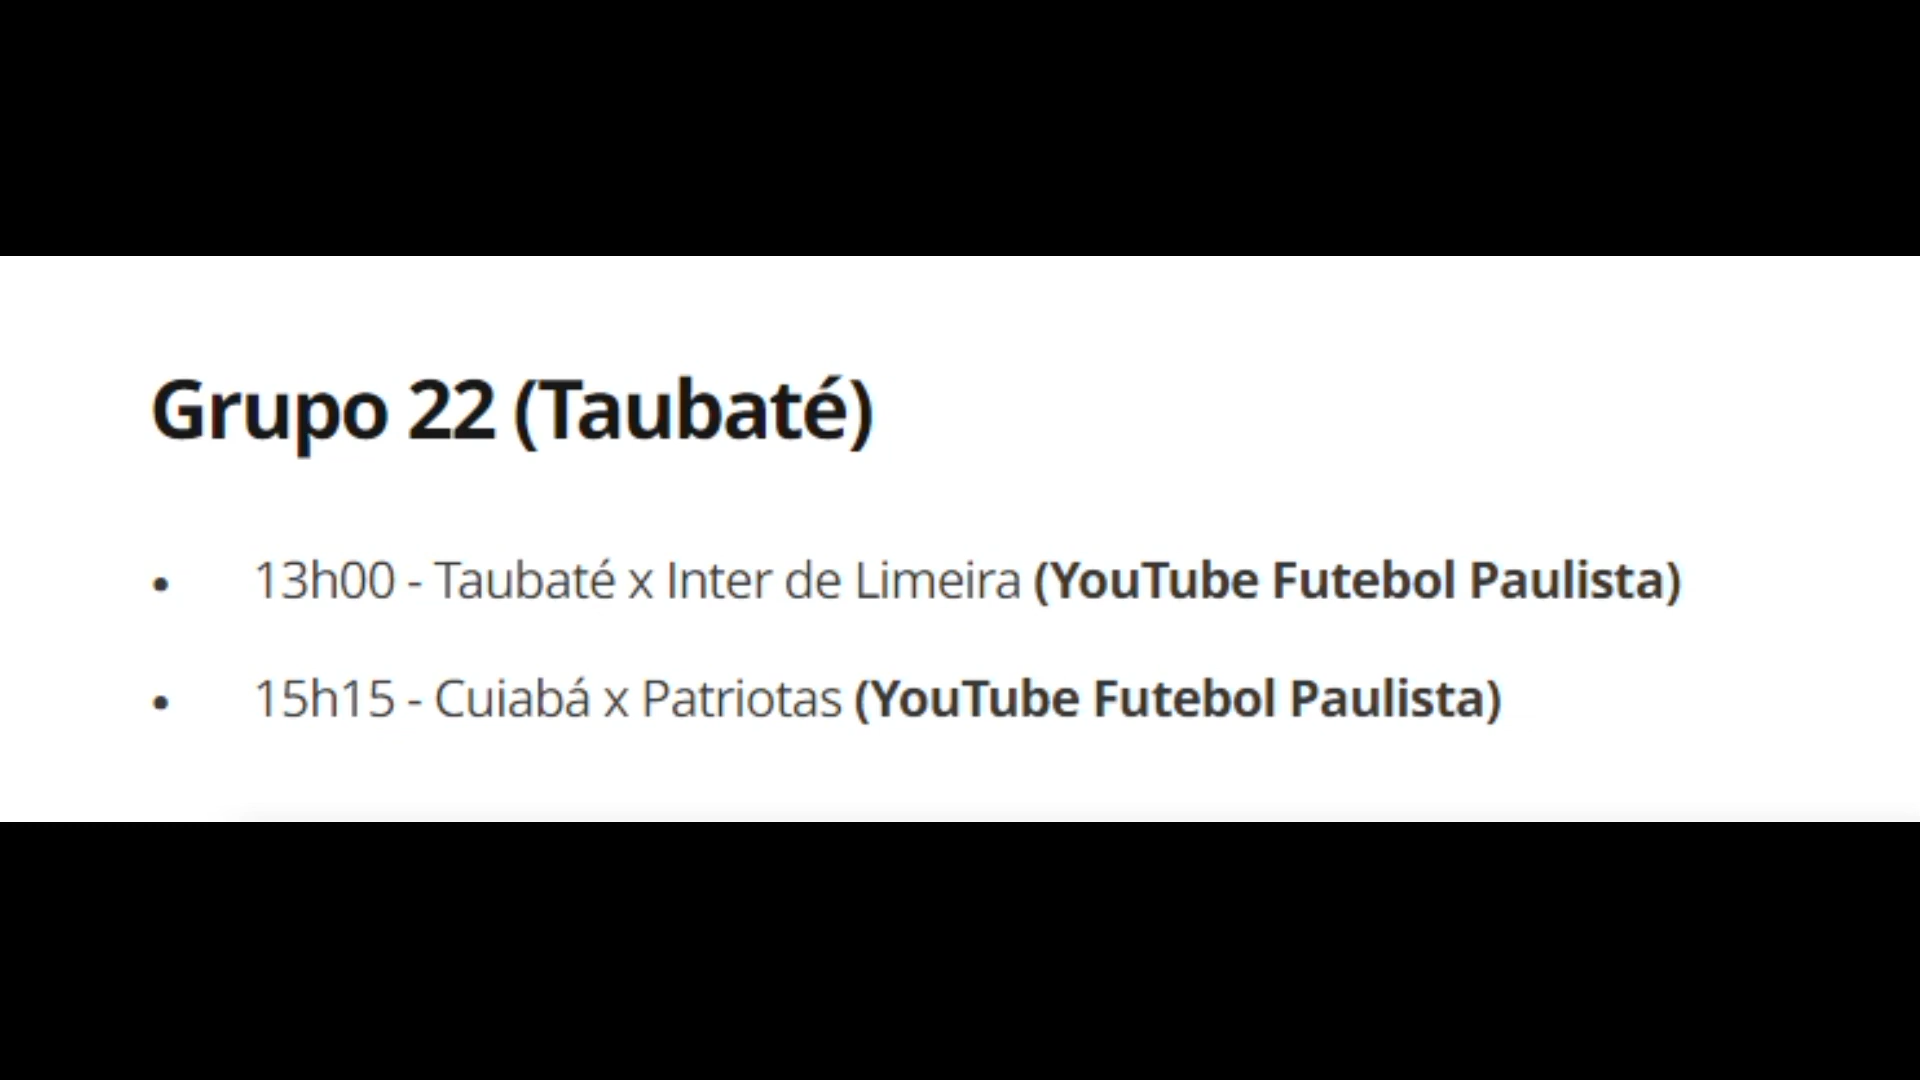 Grupo 22 (Taubaté)
• 13h00 - Taubaté x Inter de Limeira (YouTube Futebol Paulista)
• 15h15 - Cuiabá x Patriotas (YouTube Futebol Paulista)